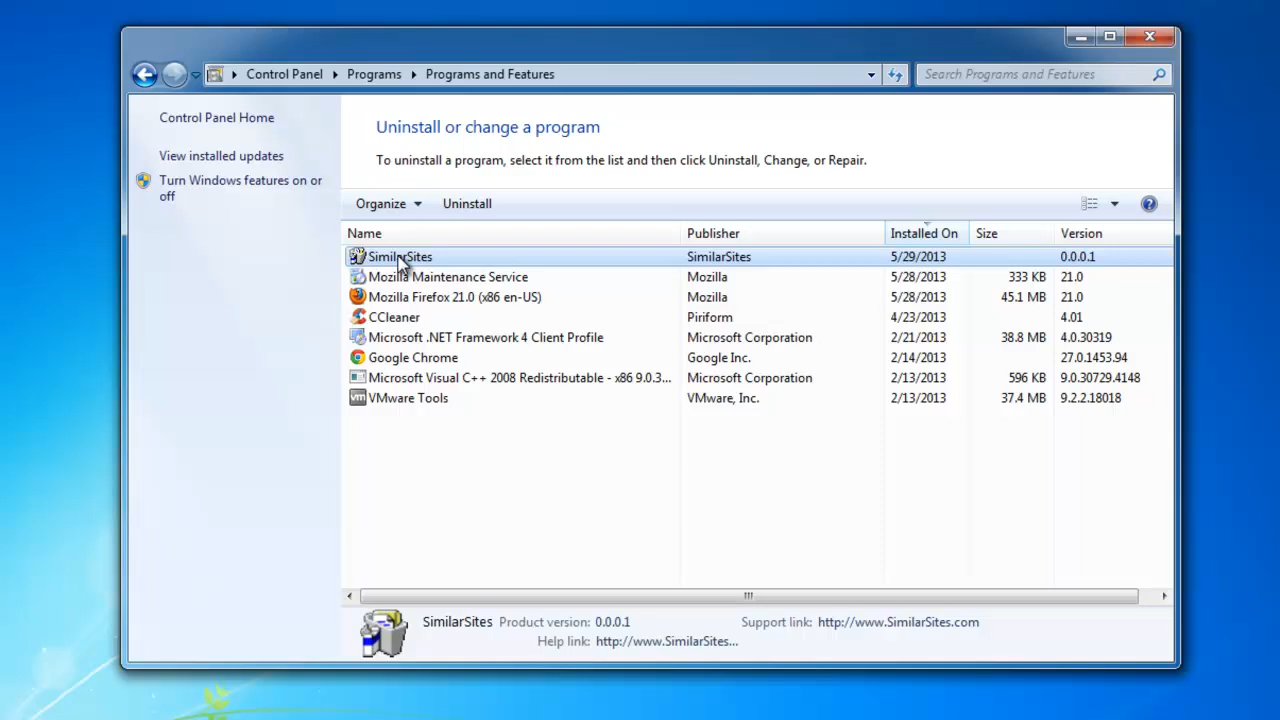 Control Panel Programs Programs and Features Search Programs and Features
Control Panel Home
View installed updates
Turn Windows features on or
off
Uninstall or change a program
To uninstall a program, select it from the list and then click Uninstall, Change, or Repair.
Organize Uninstall
Name Publisher Installed On Size Version
SimilarSites SimilarSites 5/29/2013 0.0.0.1
Mozilla Maintenance Service Mozilla 5/28/2013 333 KB 21.0
Mozilla Firefox 21.0 (x86 en-US) Mozilla 5/28/2013 45.1 MB 21.0
CCleaner Piriform 4/23/2013 4.01
Microsoft .NET Framework 4 Client Profile Microsoft Corporation 2/21/2013 38.8 MB 4.0.30319
Google Chrome Google Inc. 2/14/2013 27.0.1453.94
Microsoft Visual C++ 2008 Redistributable - x86 9.0.3... Microsoft Corporation 2/13/2013 596 KB 9.0.30729.4148
vm VMware Tools VMware, Inc. 2/13/2013 37.4 MB 9.2.2.18018
SimilarSites Product version: 0.0.0.1 Support link: http://www.SimilarSites.com
Help link: http://www.SimilarSites...